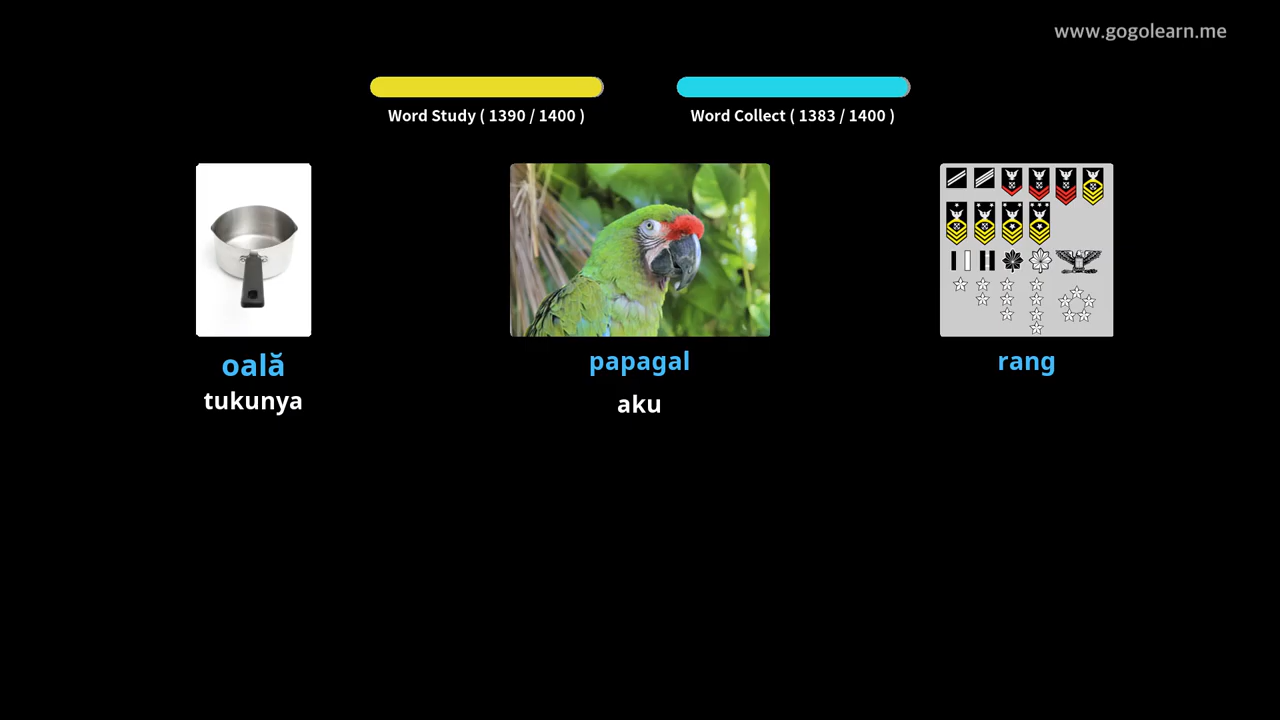 www.gogolearn.me
Word Study ( 1390 / 1400 )
Word Collect ( 1383 / 1400 )
oală
papagal
rang
tukunya
aku